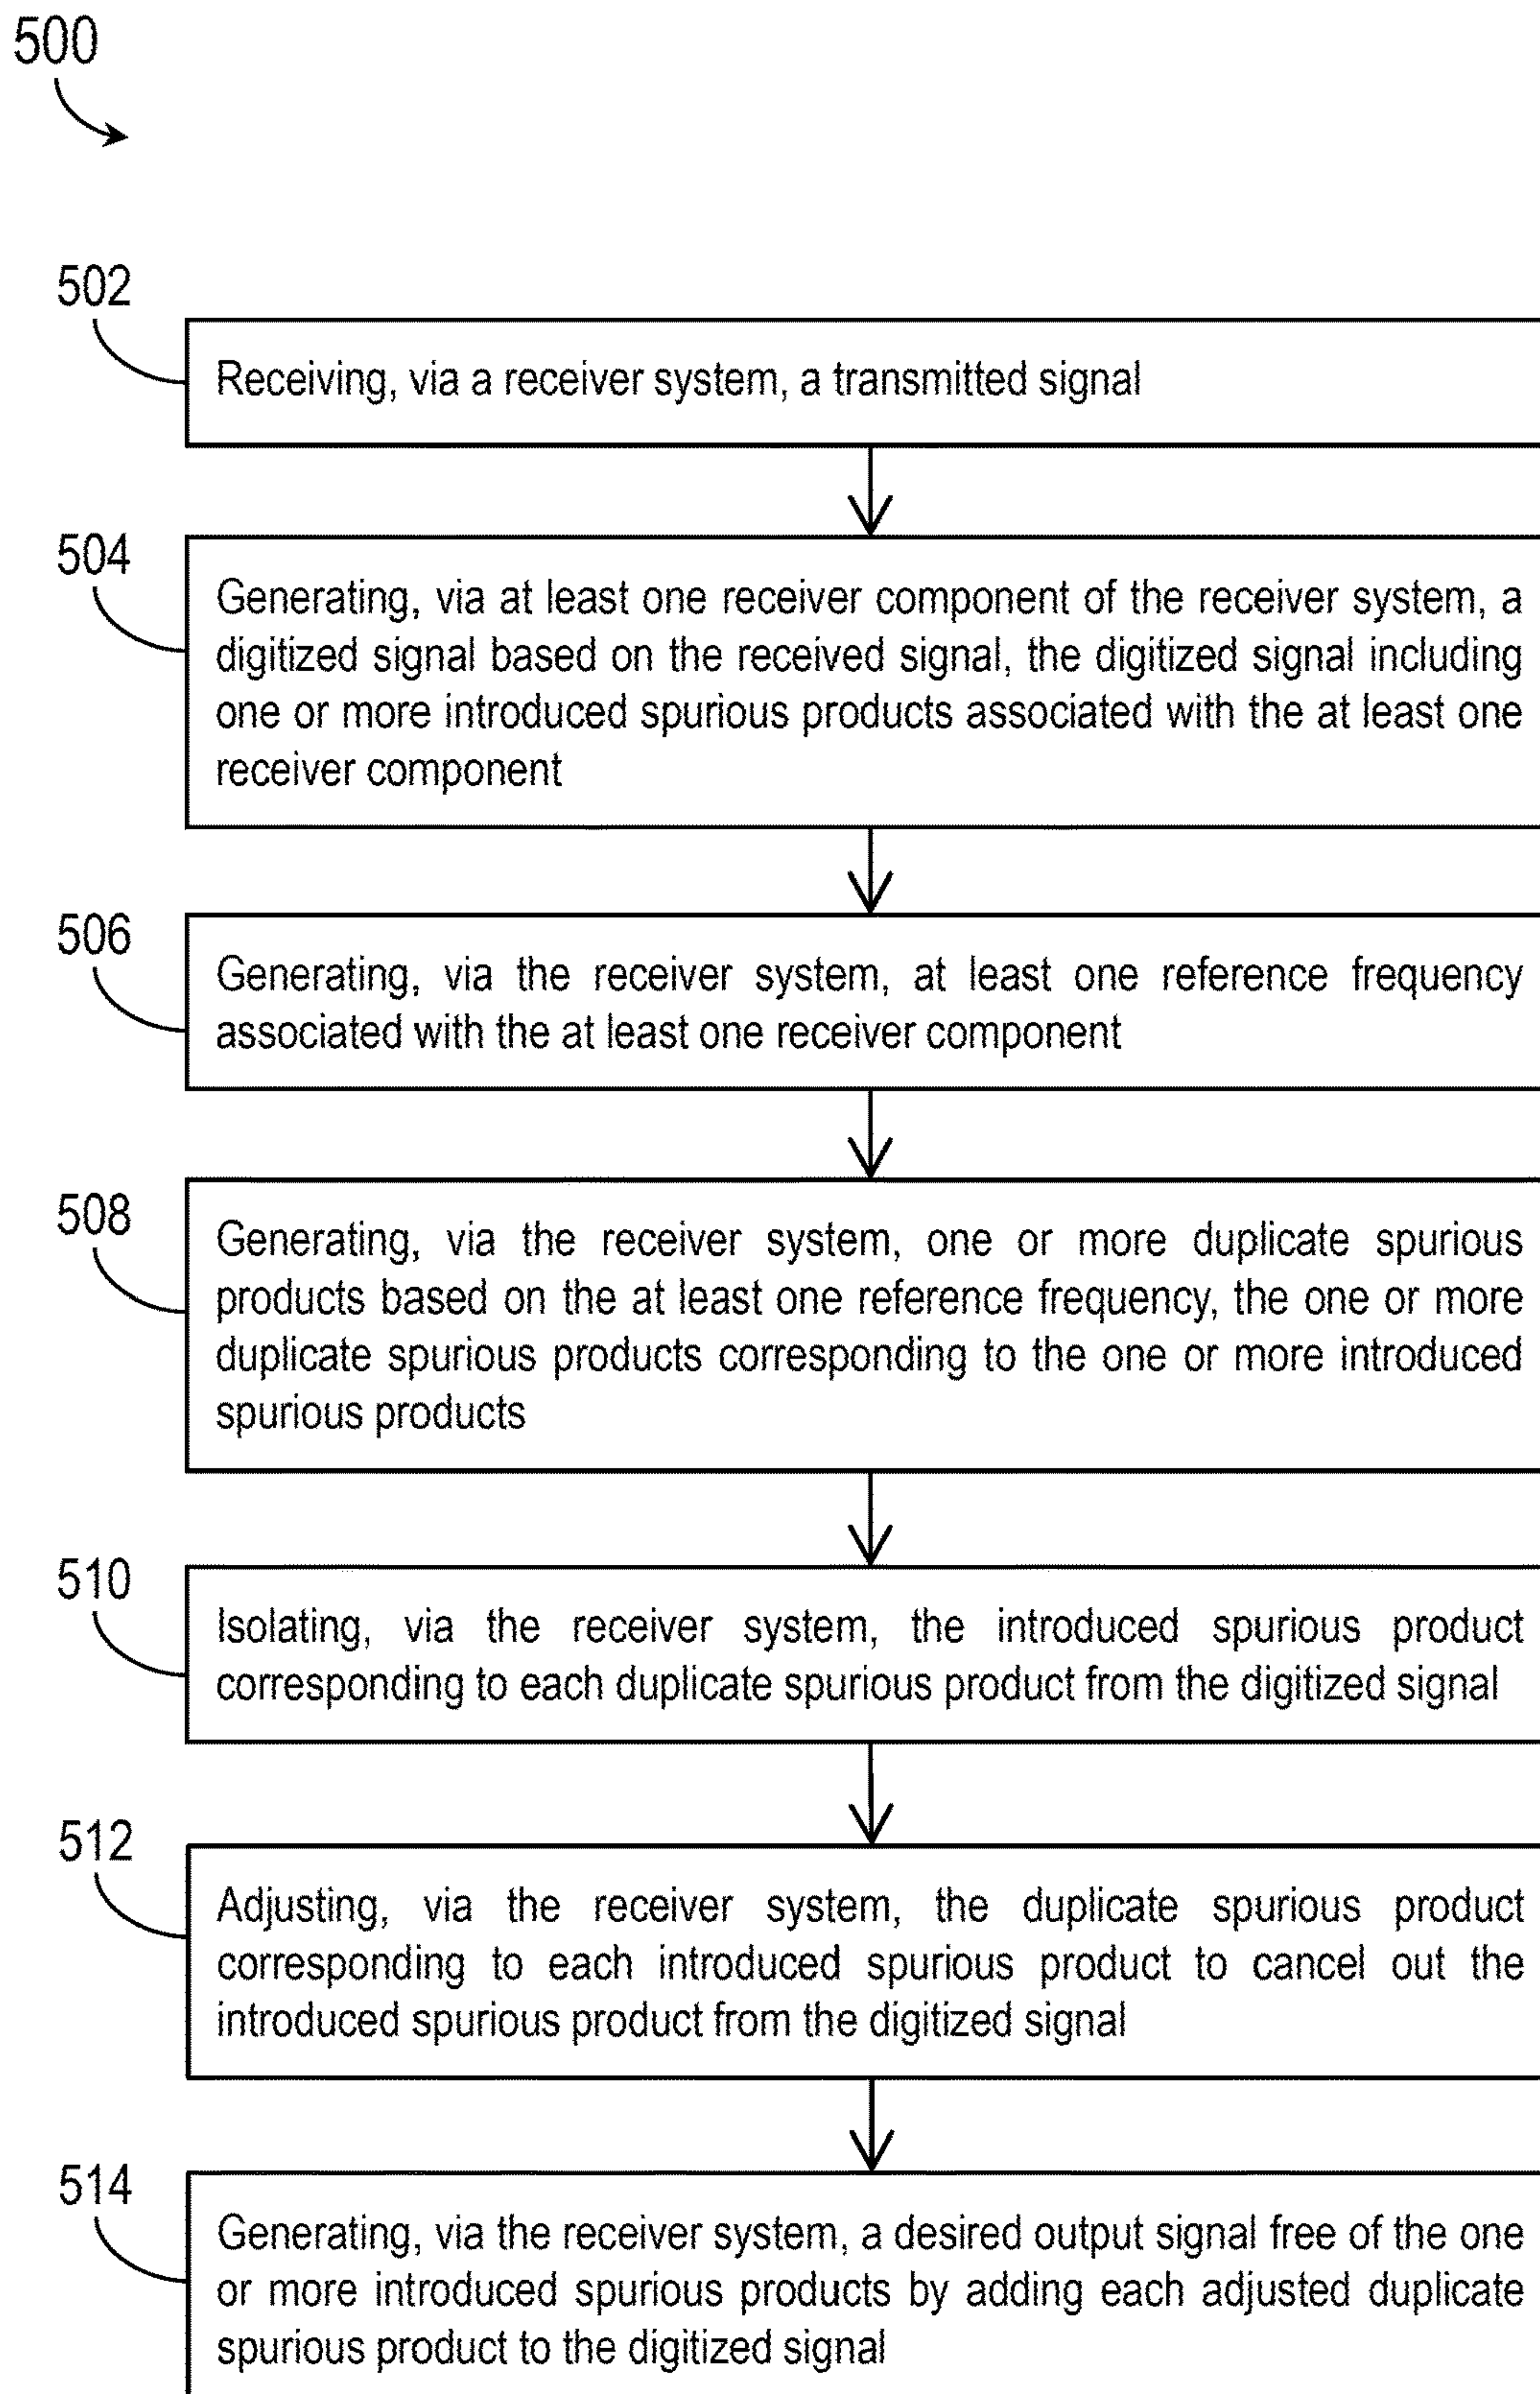 500
502
Receiving, via a receiver system, a transmitted signal
504
Generating, via at least one receiver component of the receiver system, a
digitized signal based on the received signal, the digitized signal including
one or more introduced spurious products associated with the at least one
receiver component
506
Generating, via the receiver system, at least one reference frequency
associated with the at least one receiver component
508
Generating, via the receiver system, one or more duplicate spurious
products based on the at least one reference frequency, the one or more
duplicate spurious products corresponding to the one or more introduced
spurious products
510
Isolating, via the receiver system, the introduced spurious product
corresponding to each duplicate spurious product from the digitized signal
512
Adjusting, via the receiver system, the duplicate spurious product
corresponding to each introduced spurious product to cancel out the
introduced spurious product from the digitized signal
514
Generating, via the receiver system, a desired output signal free of the one
or more introduced spurious products by adding each adjusted duplicate
spurious product to the digitized signal